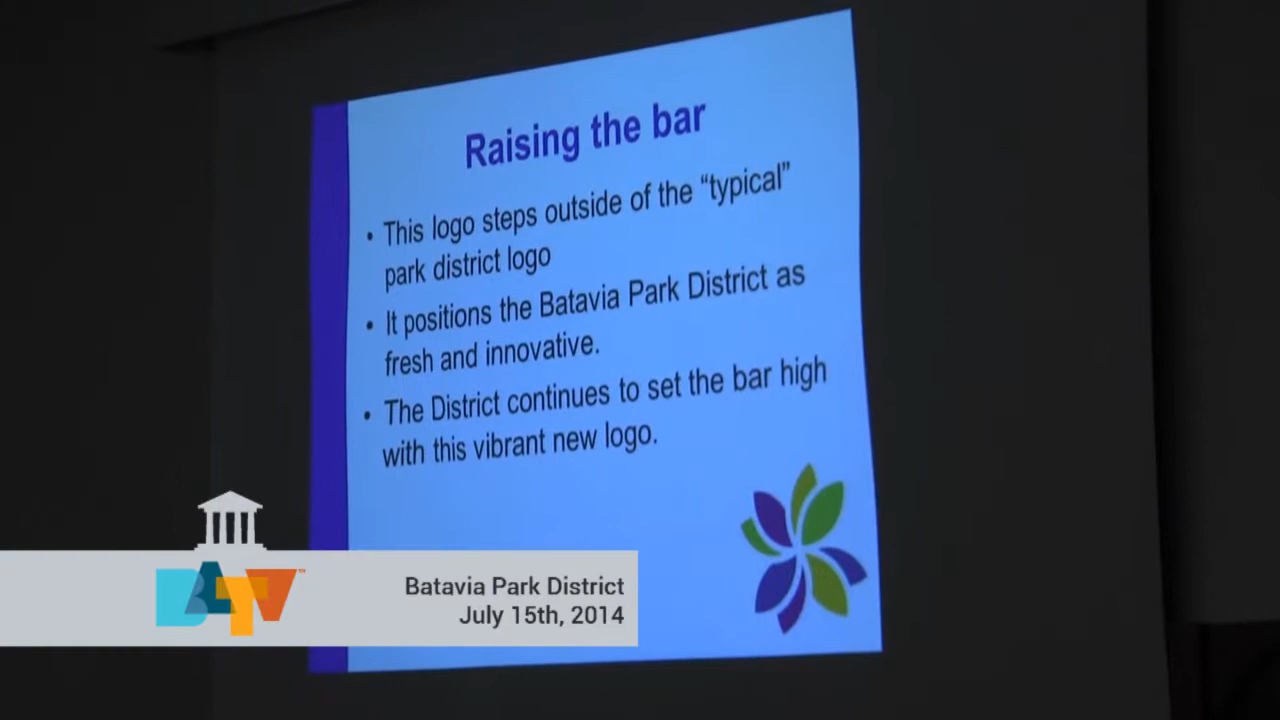 Raising the bar
• This logo steps outside of the “typical”
park district logo
• It positions the Batavia Park District as
fresh and innovative.
• The District continues to set the bar high
with this vibrant new logo.
BATV™
Batavia Park District
July 15th, 2014